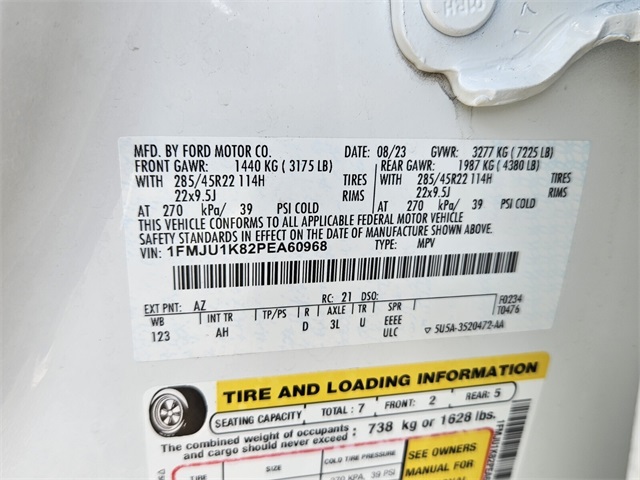 MFD. BY FORD MOTOR CO. DATE: 08/23 GVWR: 3277 KG ( 7225 LB)
FRONT GAWR: 1440 KG ( 3175 LB) REAR GAWR: 1987 KG ( 4380 LB)
WITH 285/45R22 114H TIRES WITH 285/45R22 114H TIRES
22x9.5J RIMS 22x9.5J RIMS
AT 270 kPa/ 39 PSI COLD AT 270 kPa/ 39 PSI COLD
THIS VEHICLE CONFORMS TO ALL APPLICABLE FEDERAL MOTOR VEHICLE
SAFETY STANDARDS IN EFFECT ON THE DATE OF MANUFACTURE SHOWN ABOVE.
VIN: 1FMJU1K82PEA60968 TYPE: MPV
EXT PNT: AZ RC: 21 DSO: F0234
WB INT TR TP/PS R AXLE TR SPR T0476
123 AH D 3L U EEEE
ULC 5U5A-3520472-AA
TIRE AND LOADING INFORMATION
SEATING CAPACITY TOTAL : 7 FRONT: 2 REAR: 5
The combined weight of occupants
and cargo should never exceed : 738 kg or 1628 lbs.
TIRE SIZE COLD TIRE PRESSURE
SEE OWNERS
MANUAL FOR
39 PSI